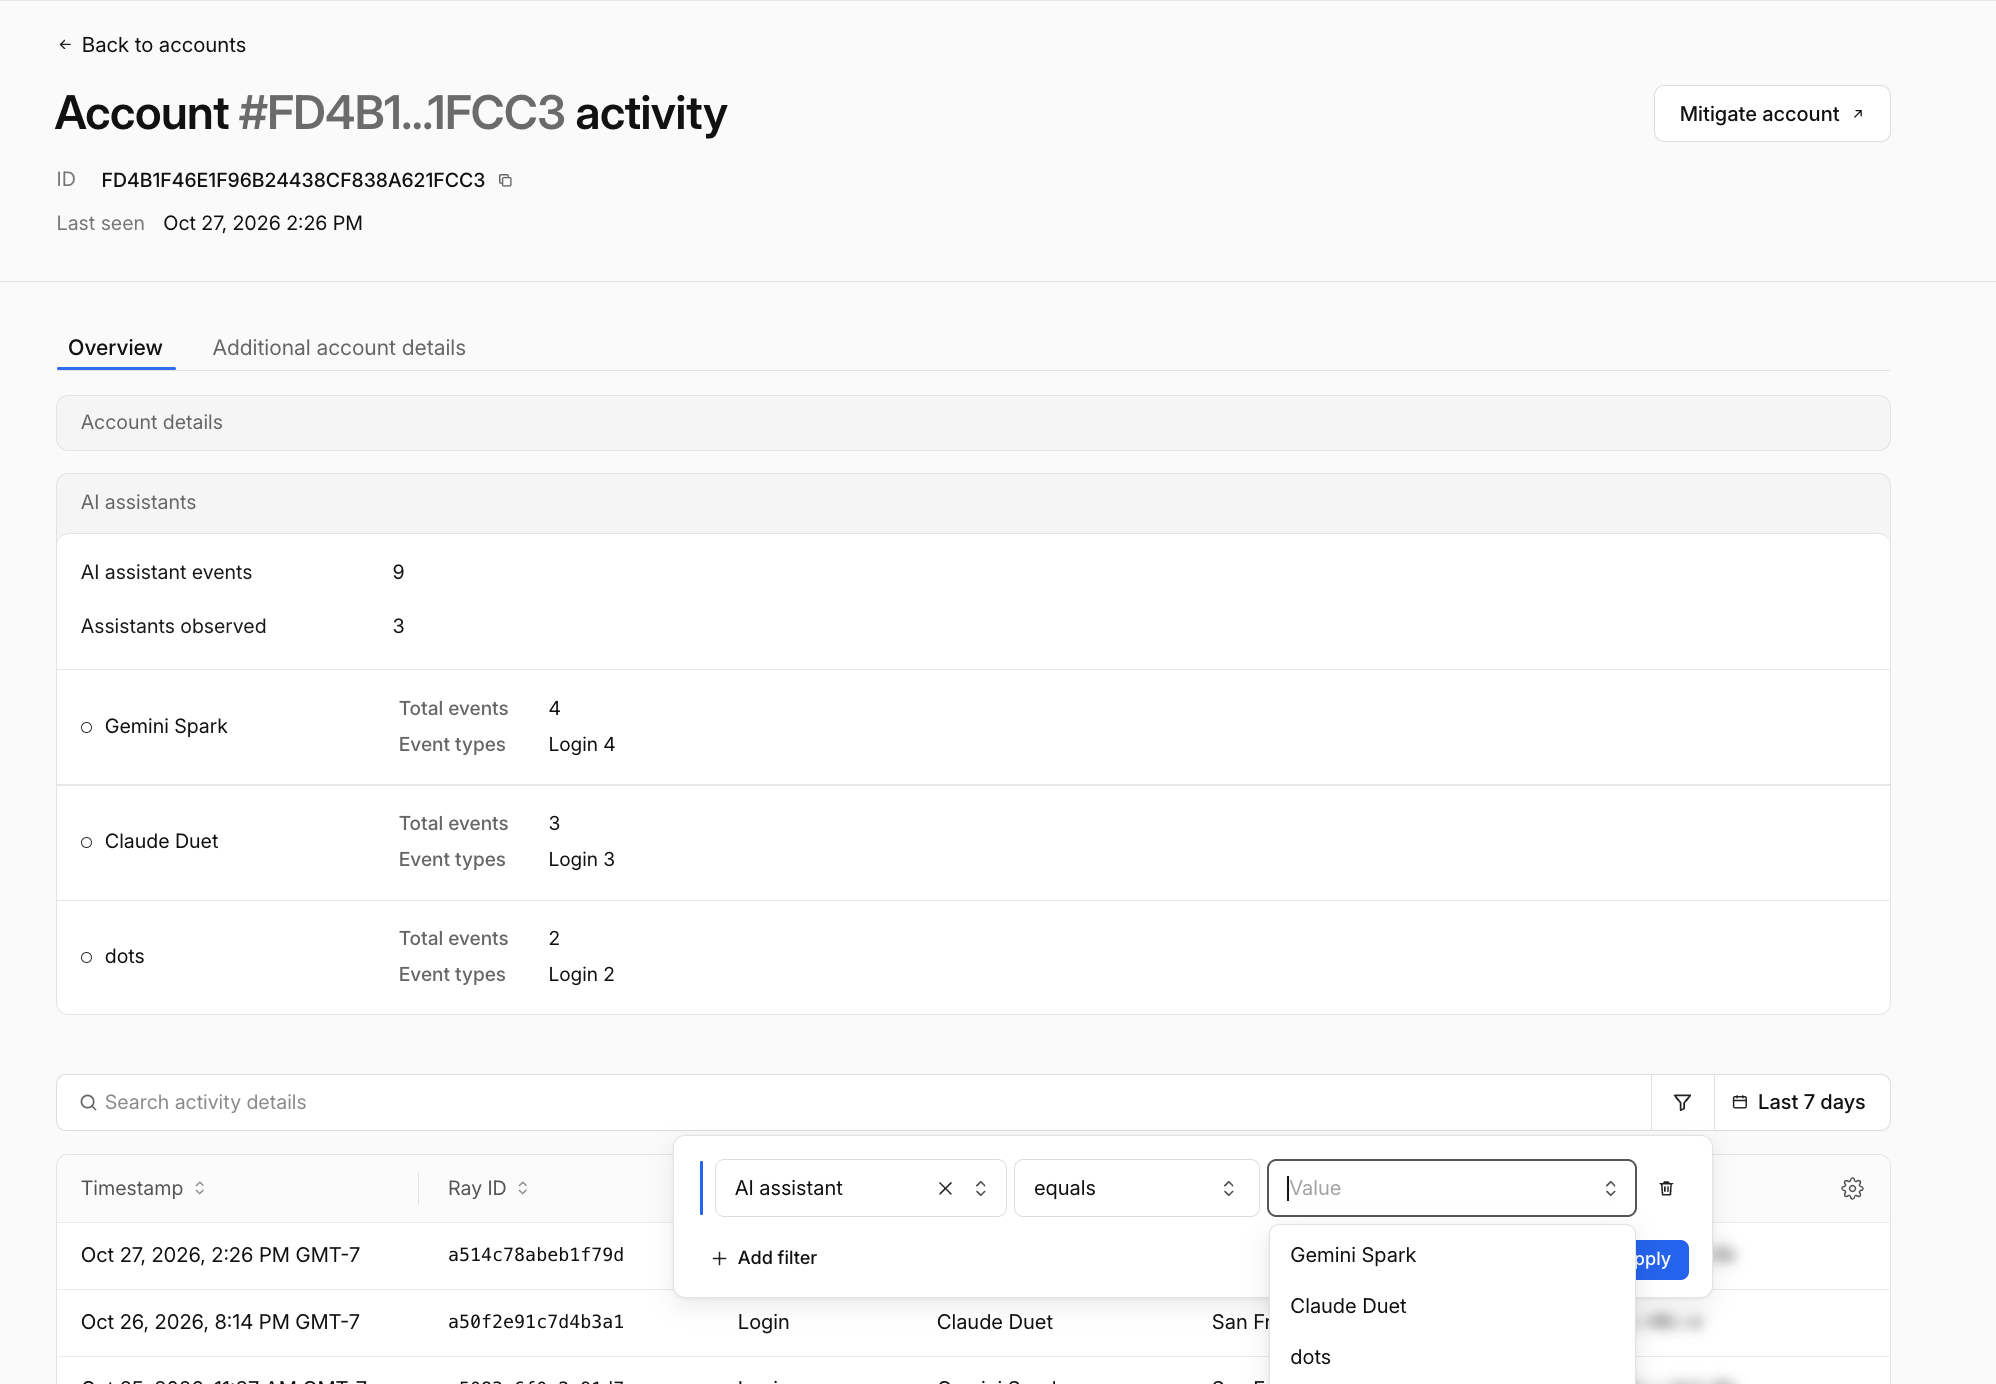 Back to accounts
Account #FD4B1...1FCC3 activity
Mitigate account
ID FD4B1F46E1F96B24438CF838A621FCC3
Last seen Oct 27, 2026 2:26 PM
Overview Additional account details
Account details
AI assistants
AI assistant events 9
Assistants observed 3
Gemini Spark
Total events 4
Event types Login 4
Claude Duet
Total events 3
Event types Login 3
dots
Total events 2
Event types Login 2
Search activity details
Last 7 days
Timestamp Ray ID
AI assistant equals Value
Add filter
Gemini Spark
Claude Duet
dots
Oct 27, 2026, 2:26 PM GMT-7 a514c78abeb1f79d
Oct 26, 2026, 8:14 PM GMT-7 a50f2e91c7d4b3a1 Login Claude Duet San Fr